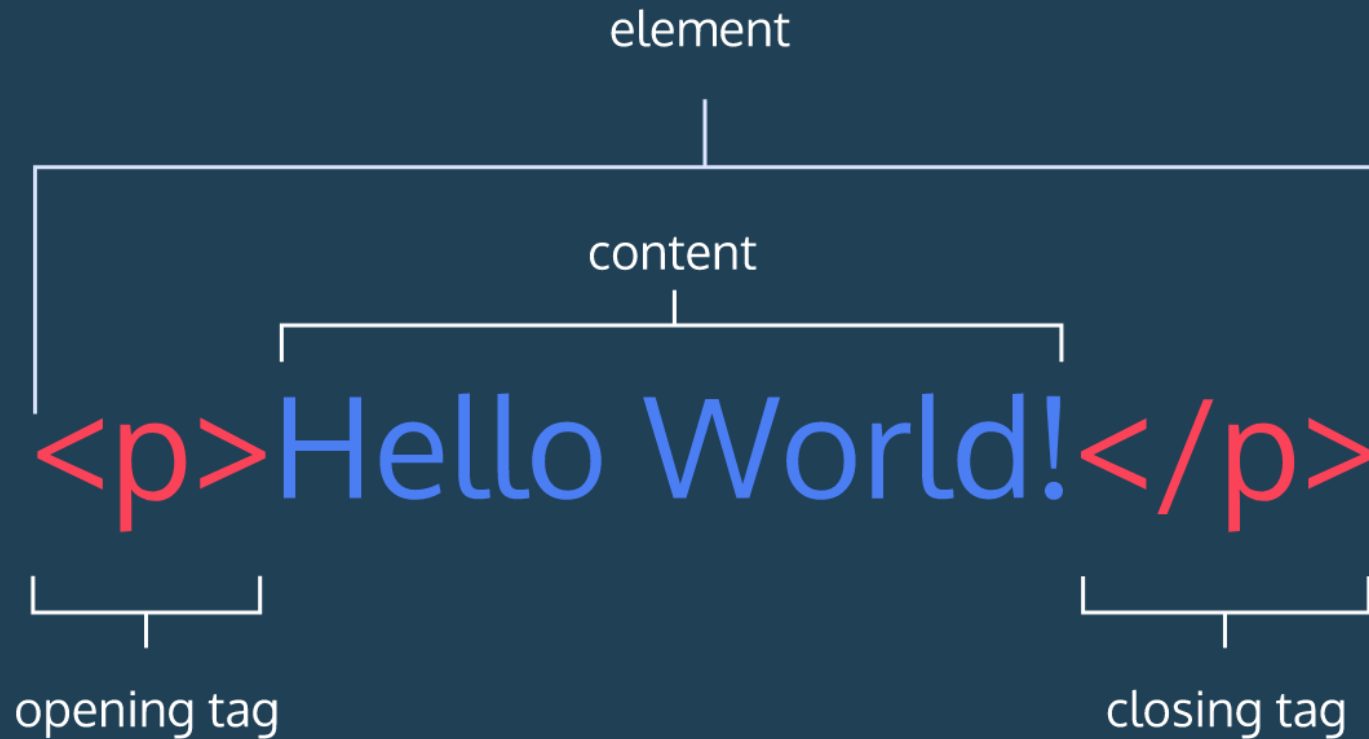 element
content
<p>Hello World!</p>
opening tag
closing tag